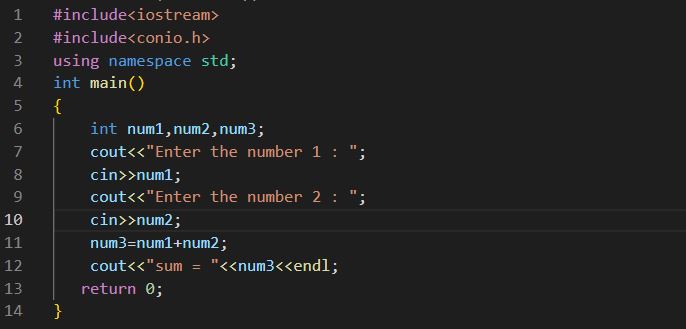 1 #include<iostream>
2 #include<conio.h>
3 using namespace std;
4 int main()
5 {
6     int num1,num2,num3;
7     cout<<"Enter the number 1 : ";
8     cin>>num1;
9     cout<<"Enter the number 2 : ";
10     cin>>num2;
11     num3=num1+num2;
12     cout<<"sum = "<<num3<<endl;
13    return 0;
14 }